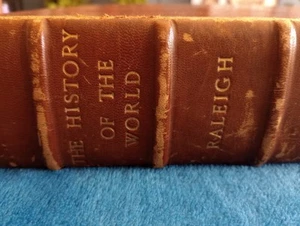 THE HISTORY
OF THE
WORLD
RALEIGH